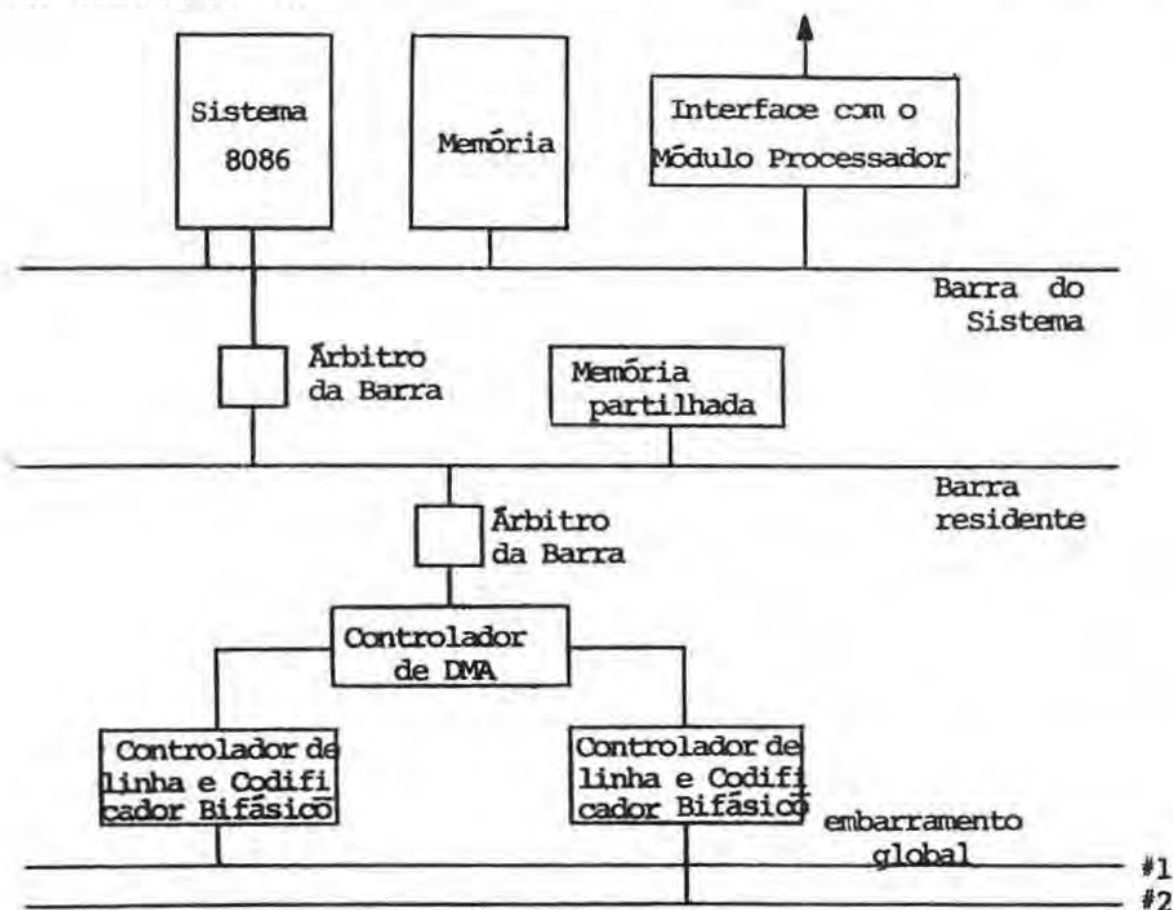 Sistema
8086
Memória
Interface com o
Módulo Processador
Barra do
Sistema
Árbitro
da Barra
Memória
partilhada
Barra
residente
Árbitro
da Barra
Controlador
de DMA
Controlador de
linha e Codifi
cador Bifásico
Controlador de
linha e Codifi
cador Bifásico
embarramento
global
#1
#2